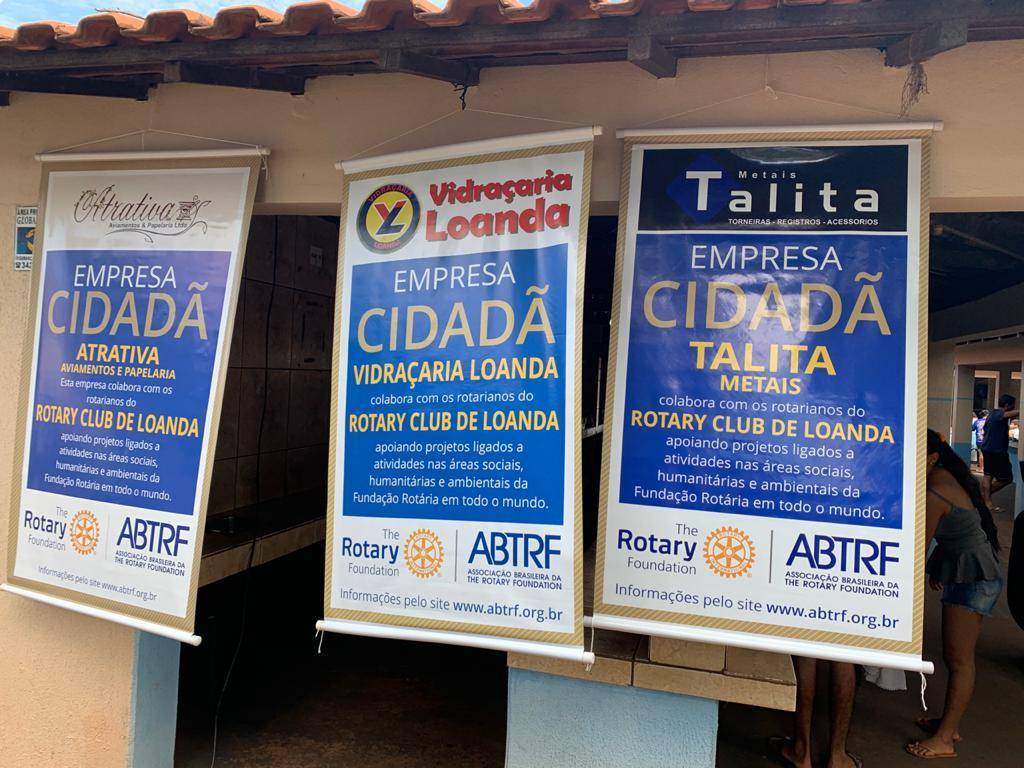 Atrativa
Aviamentos & Papelaria Ltda
EMPRESA
CIDADÃ
ATRATIVA
AVIAMENTOS E PAPELARIA
Esta empresa colabora com os
rotarianos do
ROTARY CLUB DE LOANDA
apoiando projetos ligados a
atividades nas áreas sociais,
humanitárias e ambientais da
Fundação Rotária em todo o mundo.
The
Rotary
Foundation
ABTRF
ASSOCIAÇÃO BRASILEIRA DA
THE ROTARY FOUNDATION
Informações pelo site www.abtrf.org.br
VIDRAÇARIA
VL
LOANDA
Vidraçaria
Loanda
EMPRESA
CIDADÃ
VIDRAÇARIA LOANDA
colabora com os rotarianos do
ROTARY CLUB DE LOANDA
apoiando projetos ligados a
atividades nas áreas sociais,
humanitárias e ambientais da
Fundação Rotária em todo o mundo.
The
Rotary
Foundation
ABTRF
ASSOCIAÇÃO BRASILEIRA DA
THE ROTARY FOUNDATION
Informações pelo site www.abtrf.org.br
Metais
Talita
TORNEIRAS - REGISTROS - ACESSORIOS
EMPRESA
CIDADÃ
TALITA
METAIS
colabora com os rotarianos do
ROTARY CLUB DE LOANDA
apoiando projetos ligados a
atividades nas áreas sociais,
humanitárias e ambientais da
Fundação Rotária em todo o mundo.
The
Rotary
Foundation
ABTRF
ASSOCIAÇÃO BRASILEIRA DA
THE ROTARY FOUNDATION
Informações pelo site www.abtrf.org.br